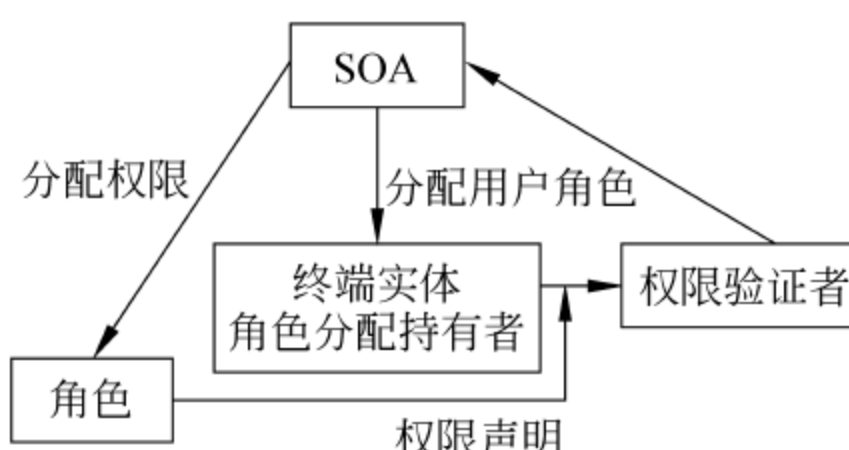 SOA
分配权限
分配用户角色
终端实体
角色分配持有者
权限验证者
角色
权限声明